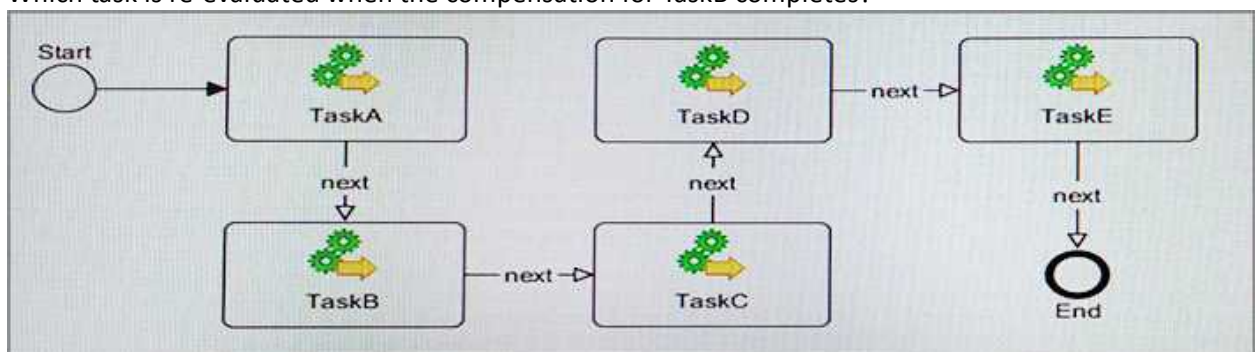 Which task is re-evaluated when the compensation for completes?
Start
TaskA
TaskD
next
TaskE
next
next
next
TaskB
next
TaskC
End